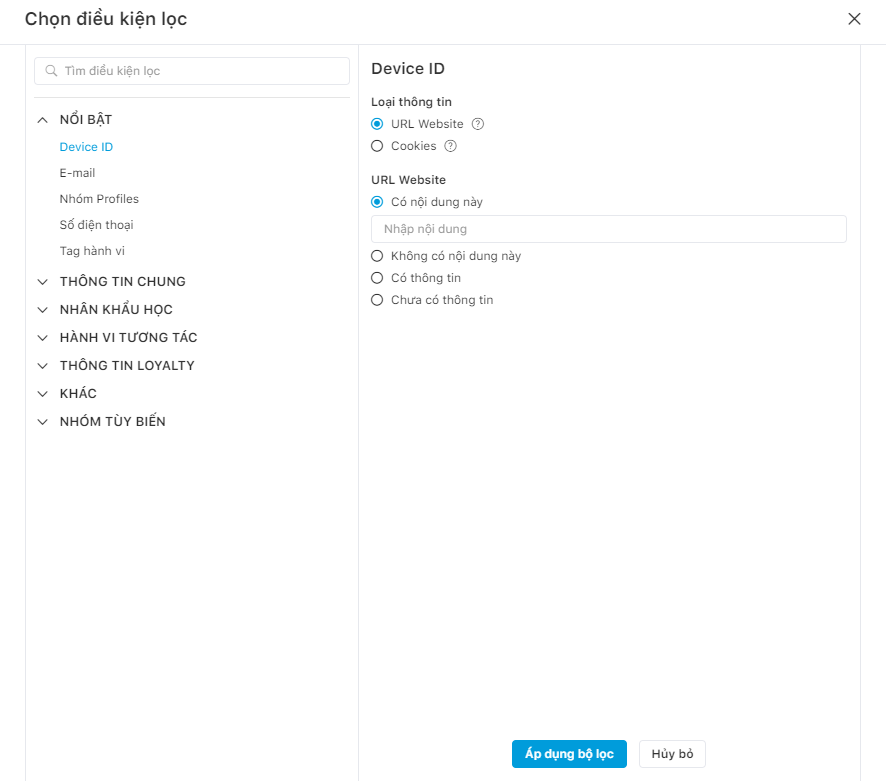 Chọn điều kiện lọc
Tìm điều kiện lọc
NỔI BẬT
Device ID
E-mail
Nhóm Profiles
Số điện thoại
Tag hành vi
THÔNG TIN CHUNG
NHÂN KHẨU HỌC
HÀNH VI TƯƠNG TÁC
THÔNG TIN LOYALTY
KHÁC
NHÓM TÙY BIẾN
Device ID
Loại thông tin
URL Website ?
Cookies ?
URL Website
Có nội dung này
Nhập nội dung
Không có nội dung này
Có thông tin
Chưa có thông tin
Áp dụng bộ lọc
Hủy bỏ